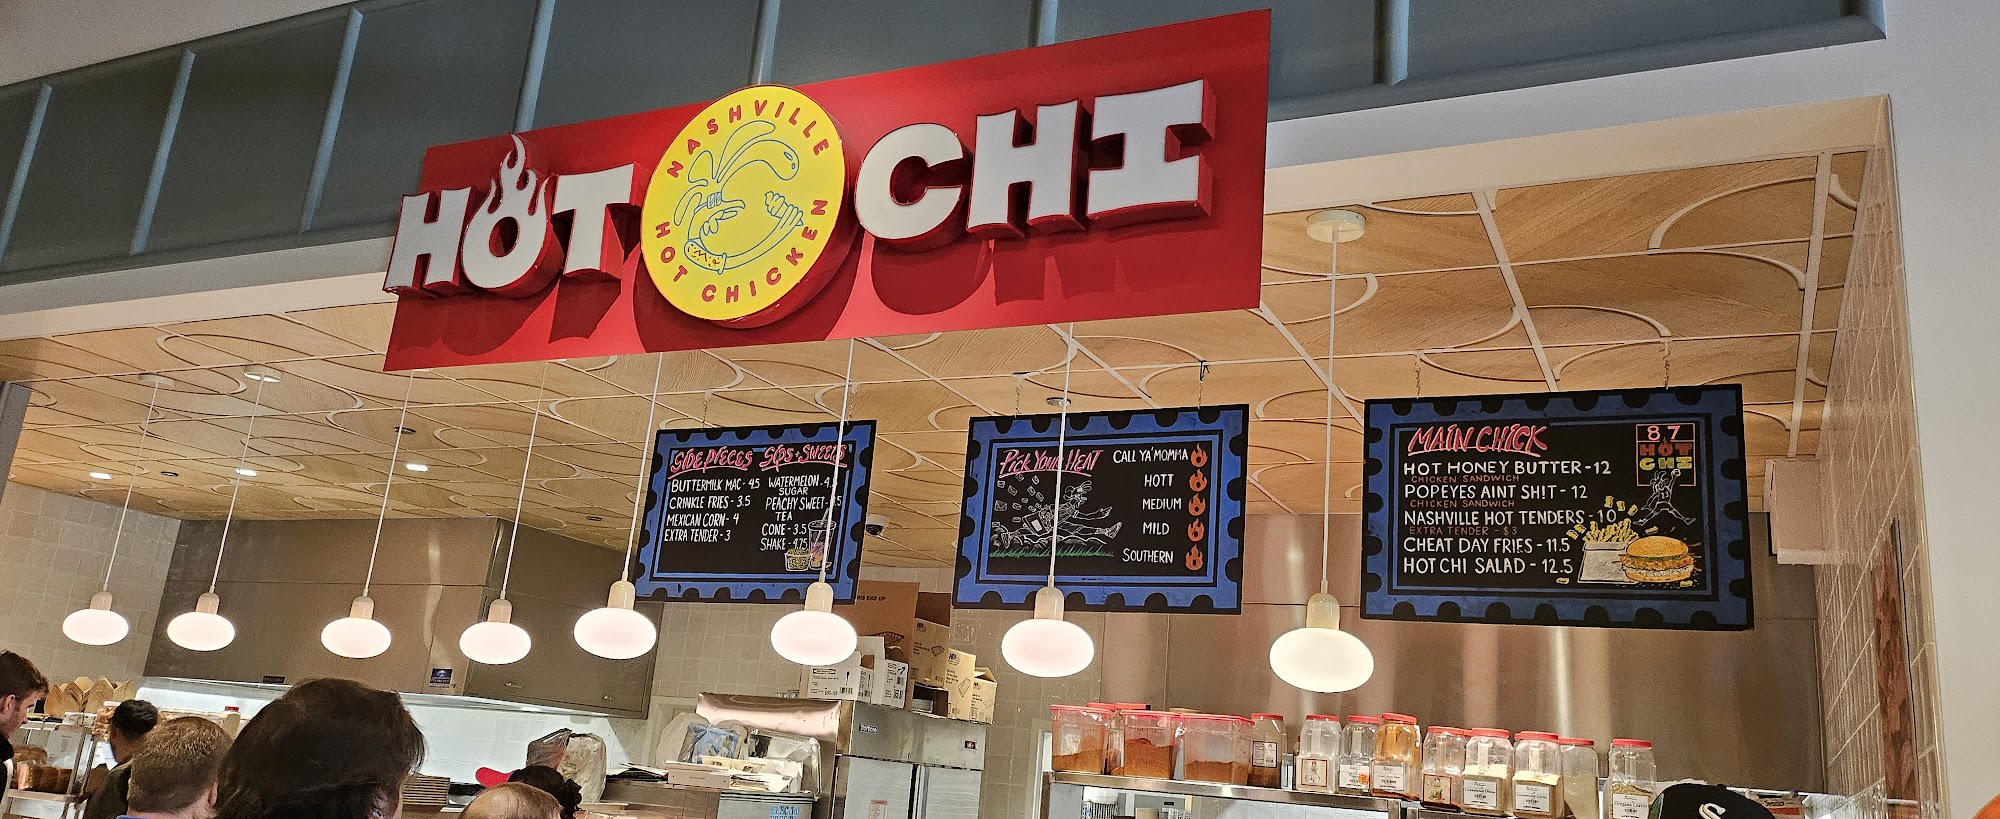 HOT CHI
NASHVILLE
HOT CHICKEN
SIDE PIECES
BUTTERMILK MAC - 4.5
CRINKLE FRIES - 3.5
MEXICAN CORN - 4
EXTRA TENDER - 3
SIPS + SWEETS
WATERMELON
SUGAR
PEACHY SWEET
TEA
CONE - 3.5
SHAKE - 4.75
PICK YOUR HEAT
CALL YA' MOMMA
HOTT
MEDIUM
MILD
SOUTHERN
MAIN CHICK
HOT HONEY BUTTER - 12
CHICKEN SANDWICH
POPEYES AINT SH!T - 12
CHICKEN SANDWICH
NASHVILLE HOT TENDERS - 10
EXTRA TENDER - $3
CHEAT DAY FRIES - 11.5
HOT CHI SALAD - 12.5
87
HOT
CHI
THIS END UP